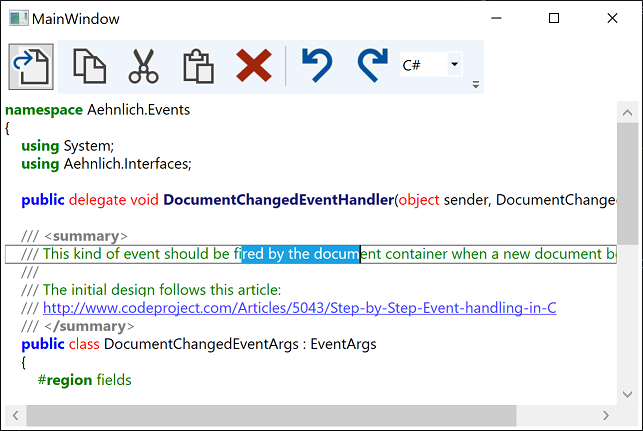 MainWindow
C#
namespace Aehnlich.Events
{
using System;
using Aehnlich.Interfaces;
public delegate void DocumentChangedEventHandler(object sender, DocumentChanged
/// <summary>
/// This kind of event should be fired by the document container when a new document b
///
/// The initial design follows this article:
/// http://www.codeproject.com/Articles/5043/Step-by-Step-Event-handling-in-C
/// </summary>
public class DocumentChangedEventArgs : EventArgs
{
#region fields